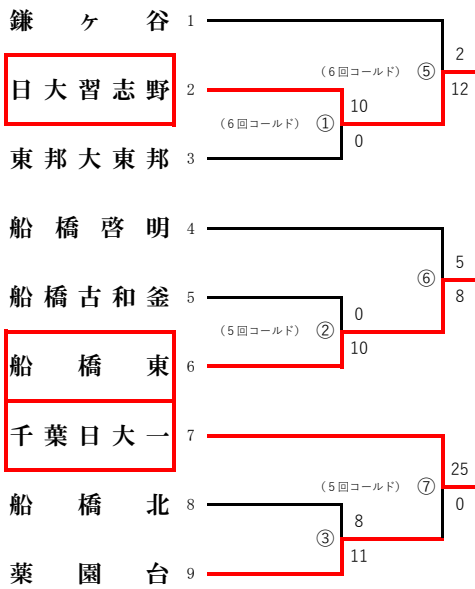 鎌ヶ谷 1
2
(6回コールド) ⑤
日大習志野 2
12
10
(6回コールド) ①
0
東邦大東邦 3
船橋啓明 4
5
⑥
船橋古和釜 5
8
0
(5回コールド) ②
10
船橋東 6
千葉日大一 7
25
(5回コールド) ⑦
船橋北 8
0
8
③
11
薬園台 9